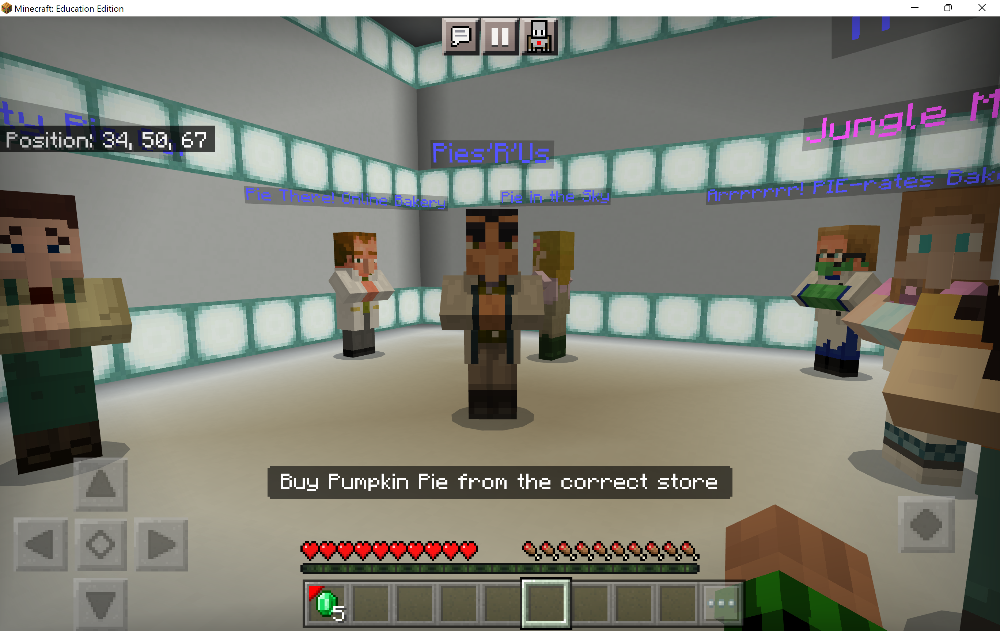 Minecraft: Education Edition
Position: 34, 50, 67
Pies'R'Us
Jungle
Pie There! Online Bakery
Pie in the Sky
Arrrrrrr! PIE-rates
Buy Pumpkin Pie from the correct store
5